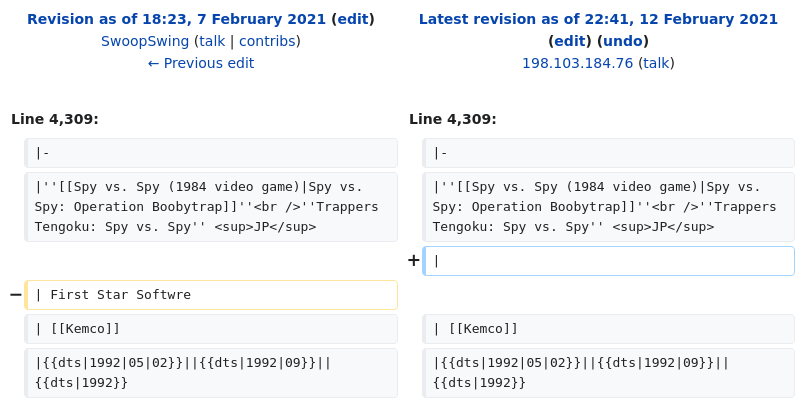 Revision as of 18:23, 7 February 2021 (edit)
SwoopSwing (talk | contribs)
← Previous edit
Latest revision as of 22:41, 12 February 2021
(edit) (undo)
198.103.184.76 (talk)
Line 4,309:
Line 4,309:
|-
|-
|''[[Spy vs. Spy (1984 video game)|Spy vs.
Spy: Operation Boobytrap]]''<br />''Trappers
Tengoku: Spy vs. Spy'' <sup>JP</sup>
|''[[Spy vs. Spy (1984 video game)|Spy vs.
Spy: Operation Boobytrap]]''<br />''Trappers
Tengoku: Spy vs. Spy'' <sup>JP</sup>
+ |
− | First Star Softwre
| [[Kemco]]
| [[Kemco]]
|{{dts|1992|05|02}}||{{dts|1992|09}}||
{{dts|1992}}
|{{dts|1992|05|02}}||{{dts|1992|09}}||
{{dts|1992}}